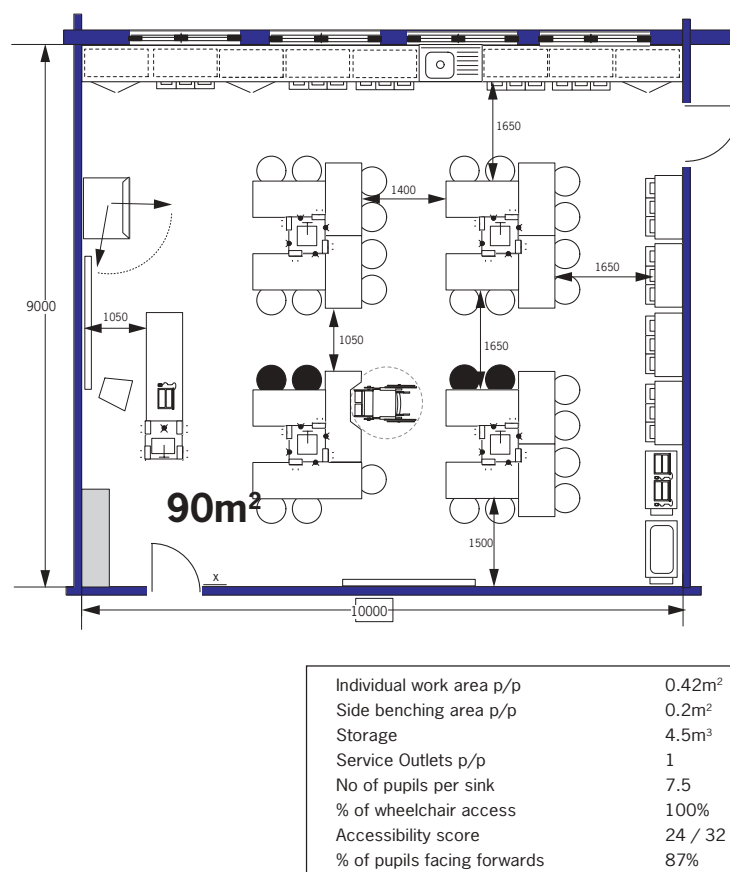 1650
1400
1650
9000
1050
1050
1650
90m²
1500
x
10000
Individual work area p/p 0.42m²
Side benching area p/p 0.2m²
Storage 4.5m³
Service Outlets p/p 1
No of pupils per sink 7.5
% of wheelchair access 100%
Accessibility score 24 / 32
% of pupils facing forwards 87%